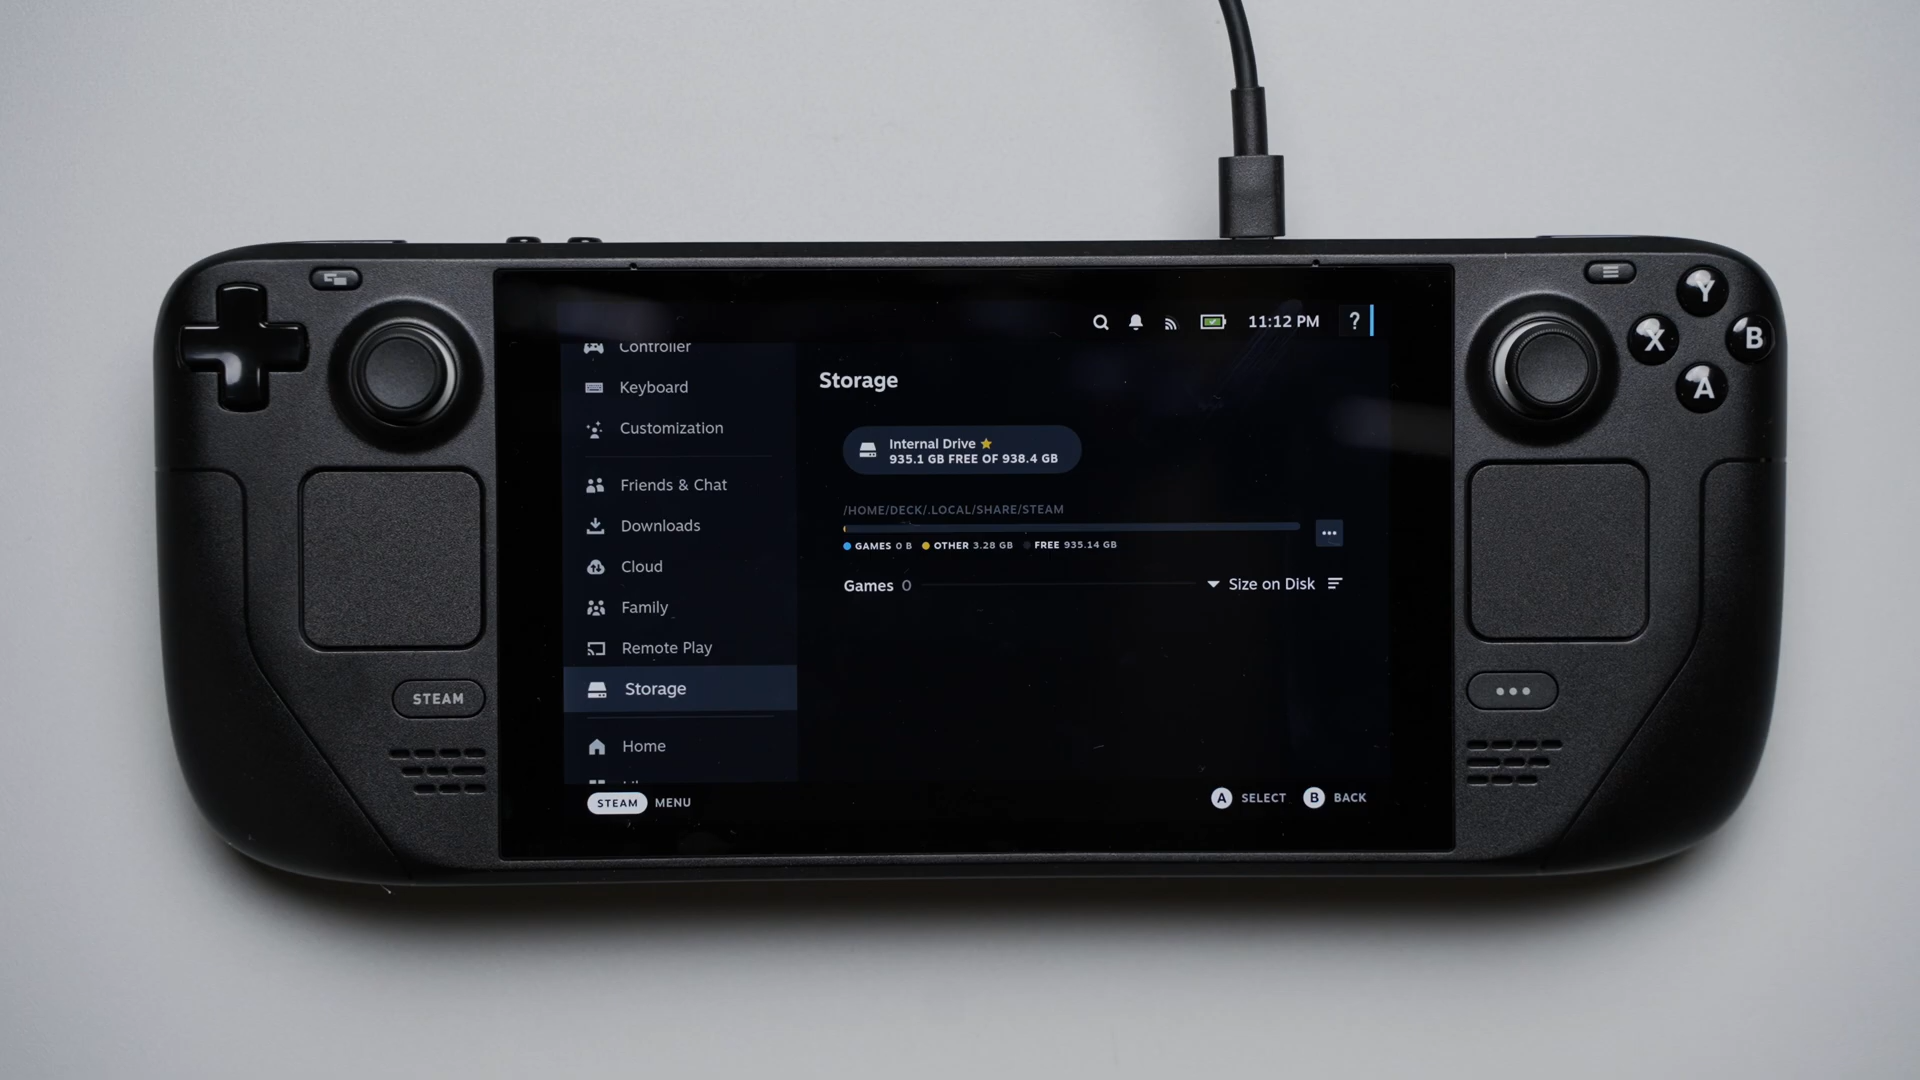 11:12 PM ?
Controller
Keyboard
Customization
Friends & Chat
Downloads
Cloud
Family
Remote Play
Storage
Home
Storage
Internal Drive
935.1 GB FREE OF 938.4 GB
/HOME/DECK/.LOCAL/SHARE/STEAM
GAMES 0 B OTHER 3.28 GB FREE 935.14 GB
Games 0
Size on Disk
STEAM MENU
A SELECT B BACK
STEAM
Y
X
B
A